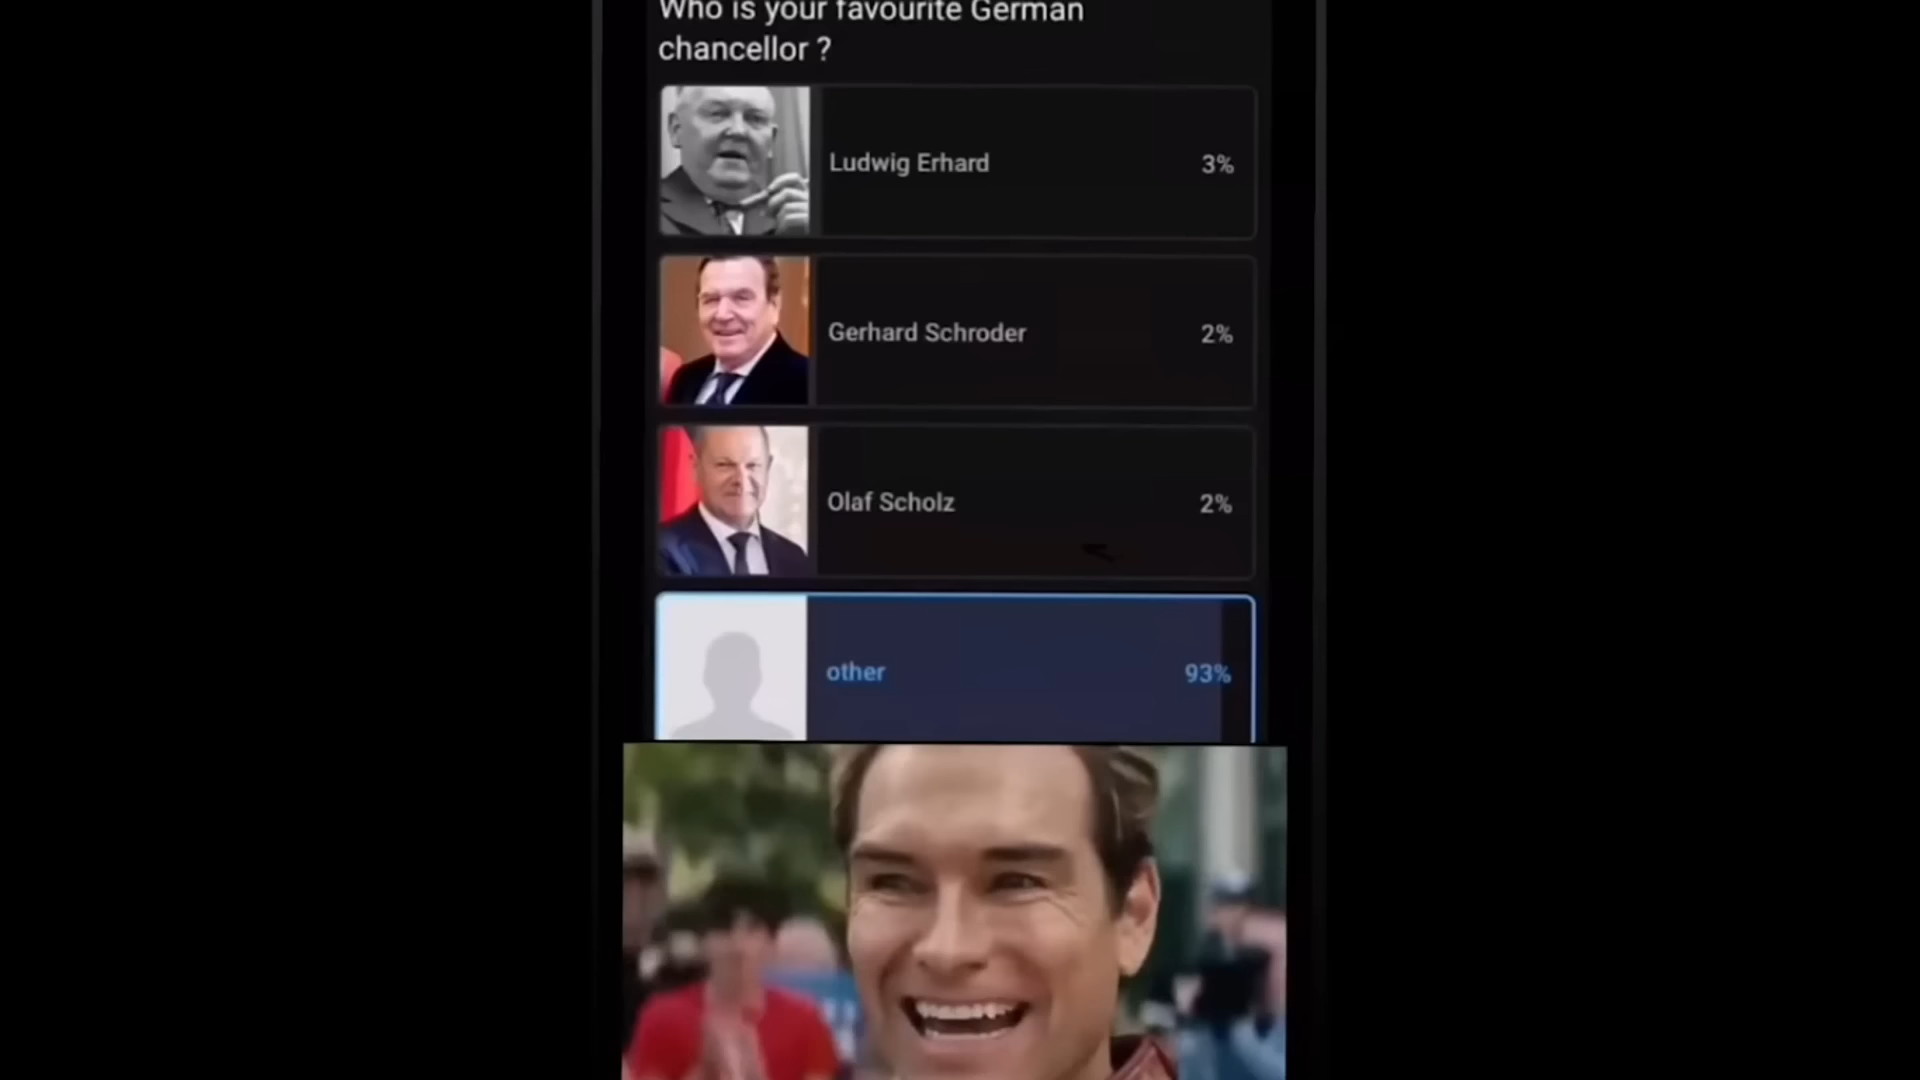 Who is your favourite German
chancellor ?
Ludwig Erhard 3%
Gerhard Schroder 2%
Olaf Scholz 2%
other 93%